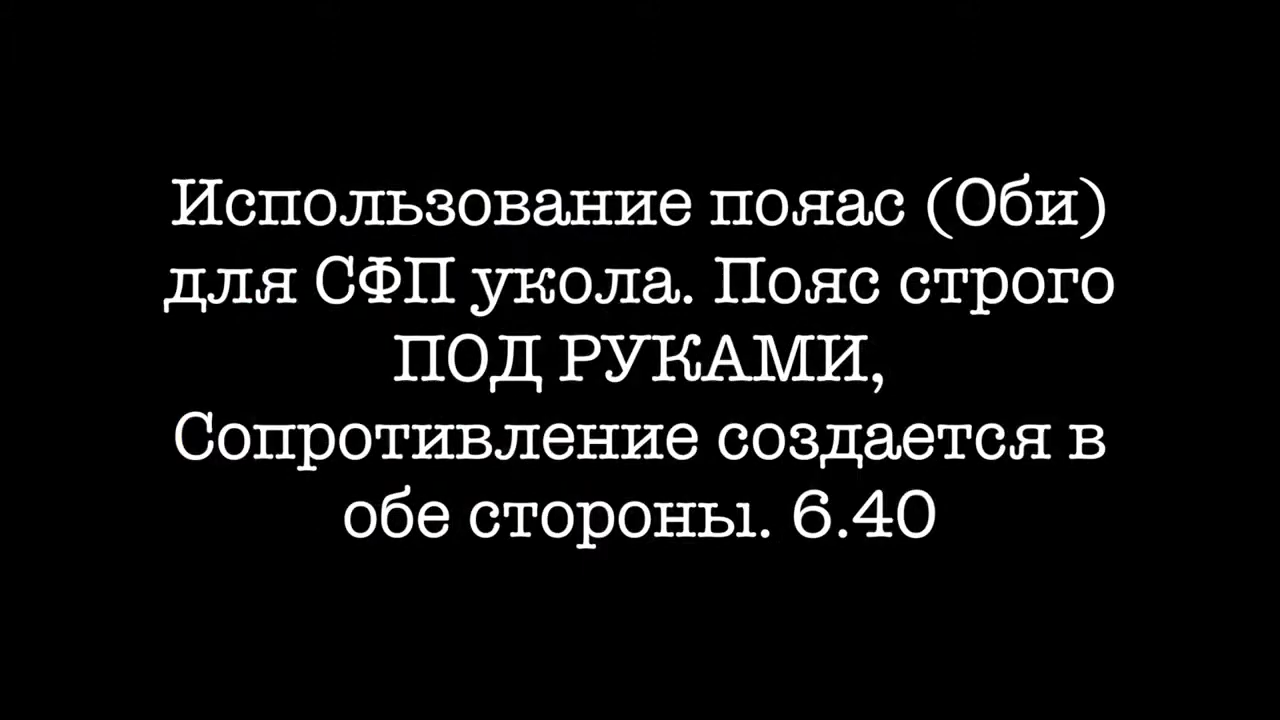 Использование пояас (Оби)
для СФП укола. Пояс строго
ПОД РУКАМИ,
Сопротивление создается в
обе стороны. 6.40